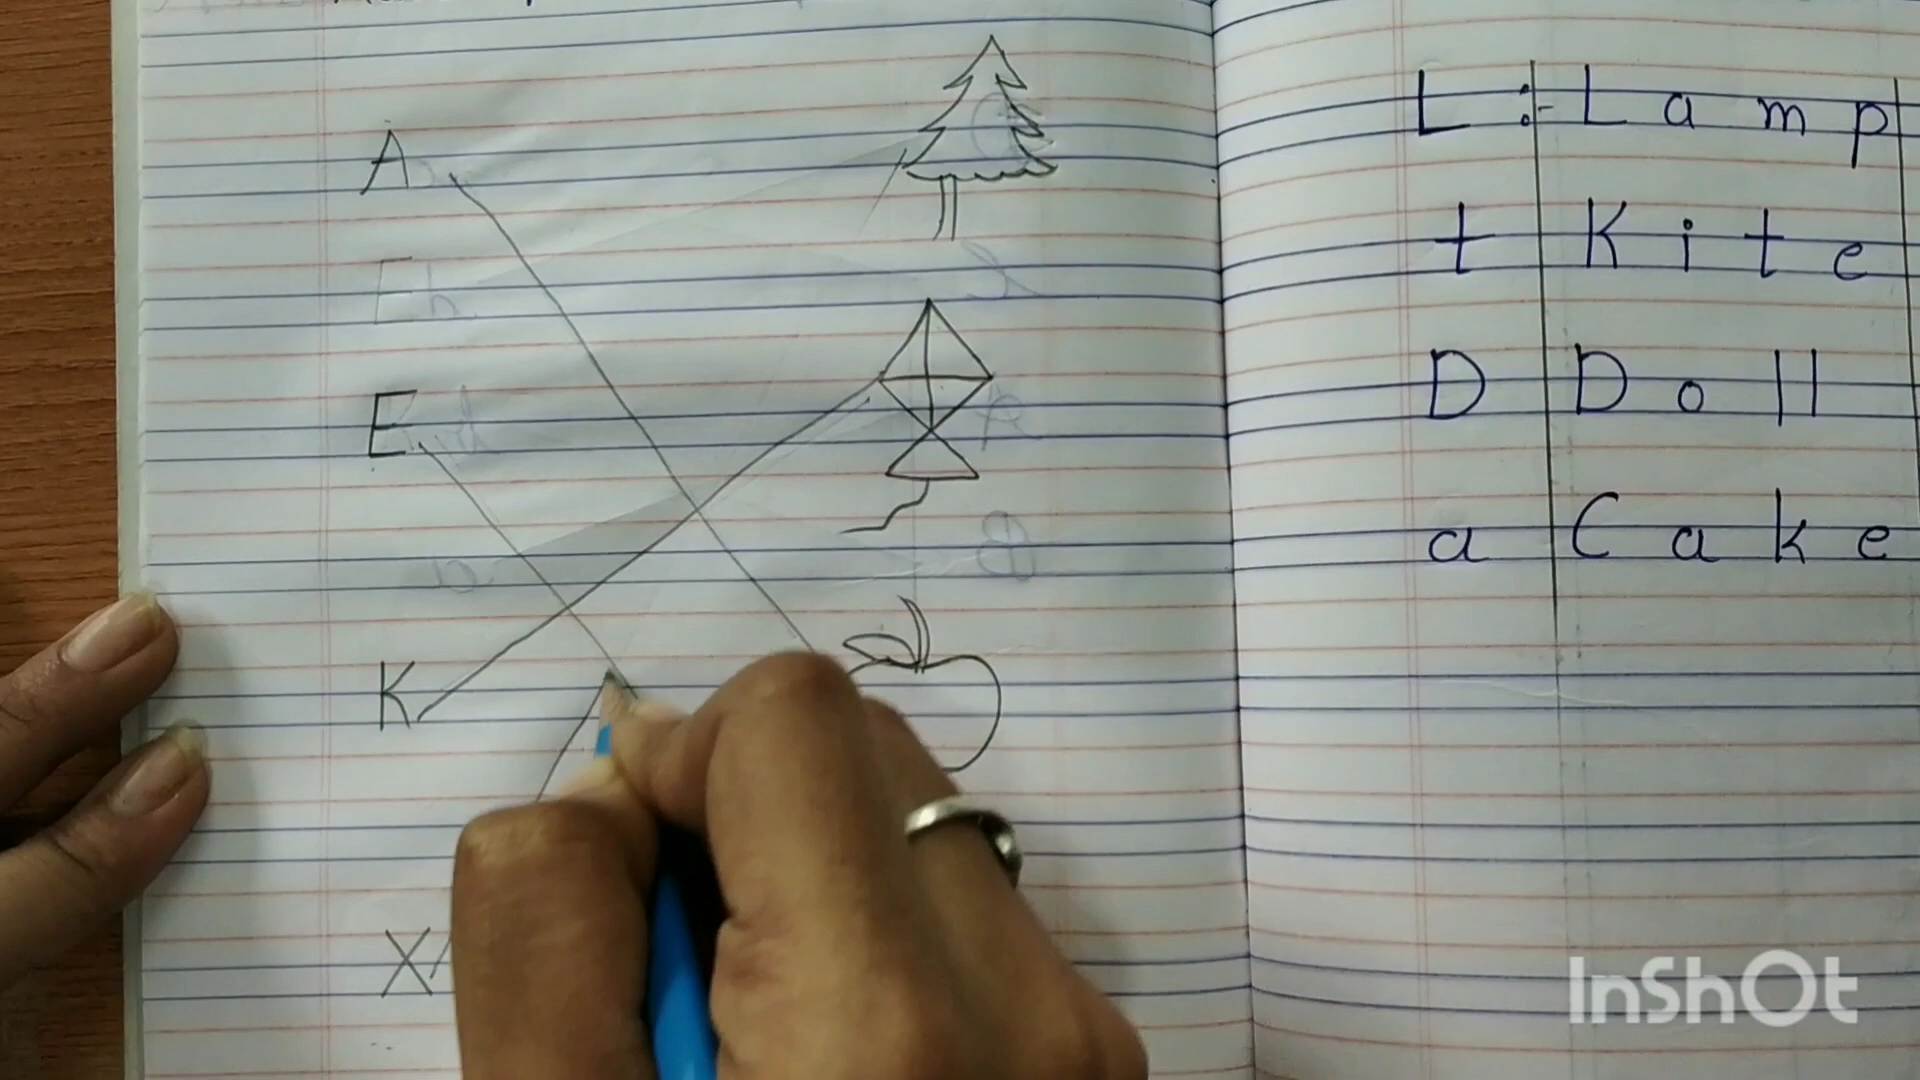 A
E
K
X
L :- Lamp
t Kite
D Doll
a Cake
InShOt